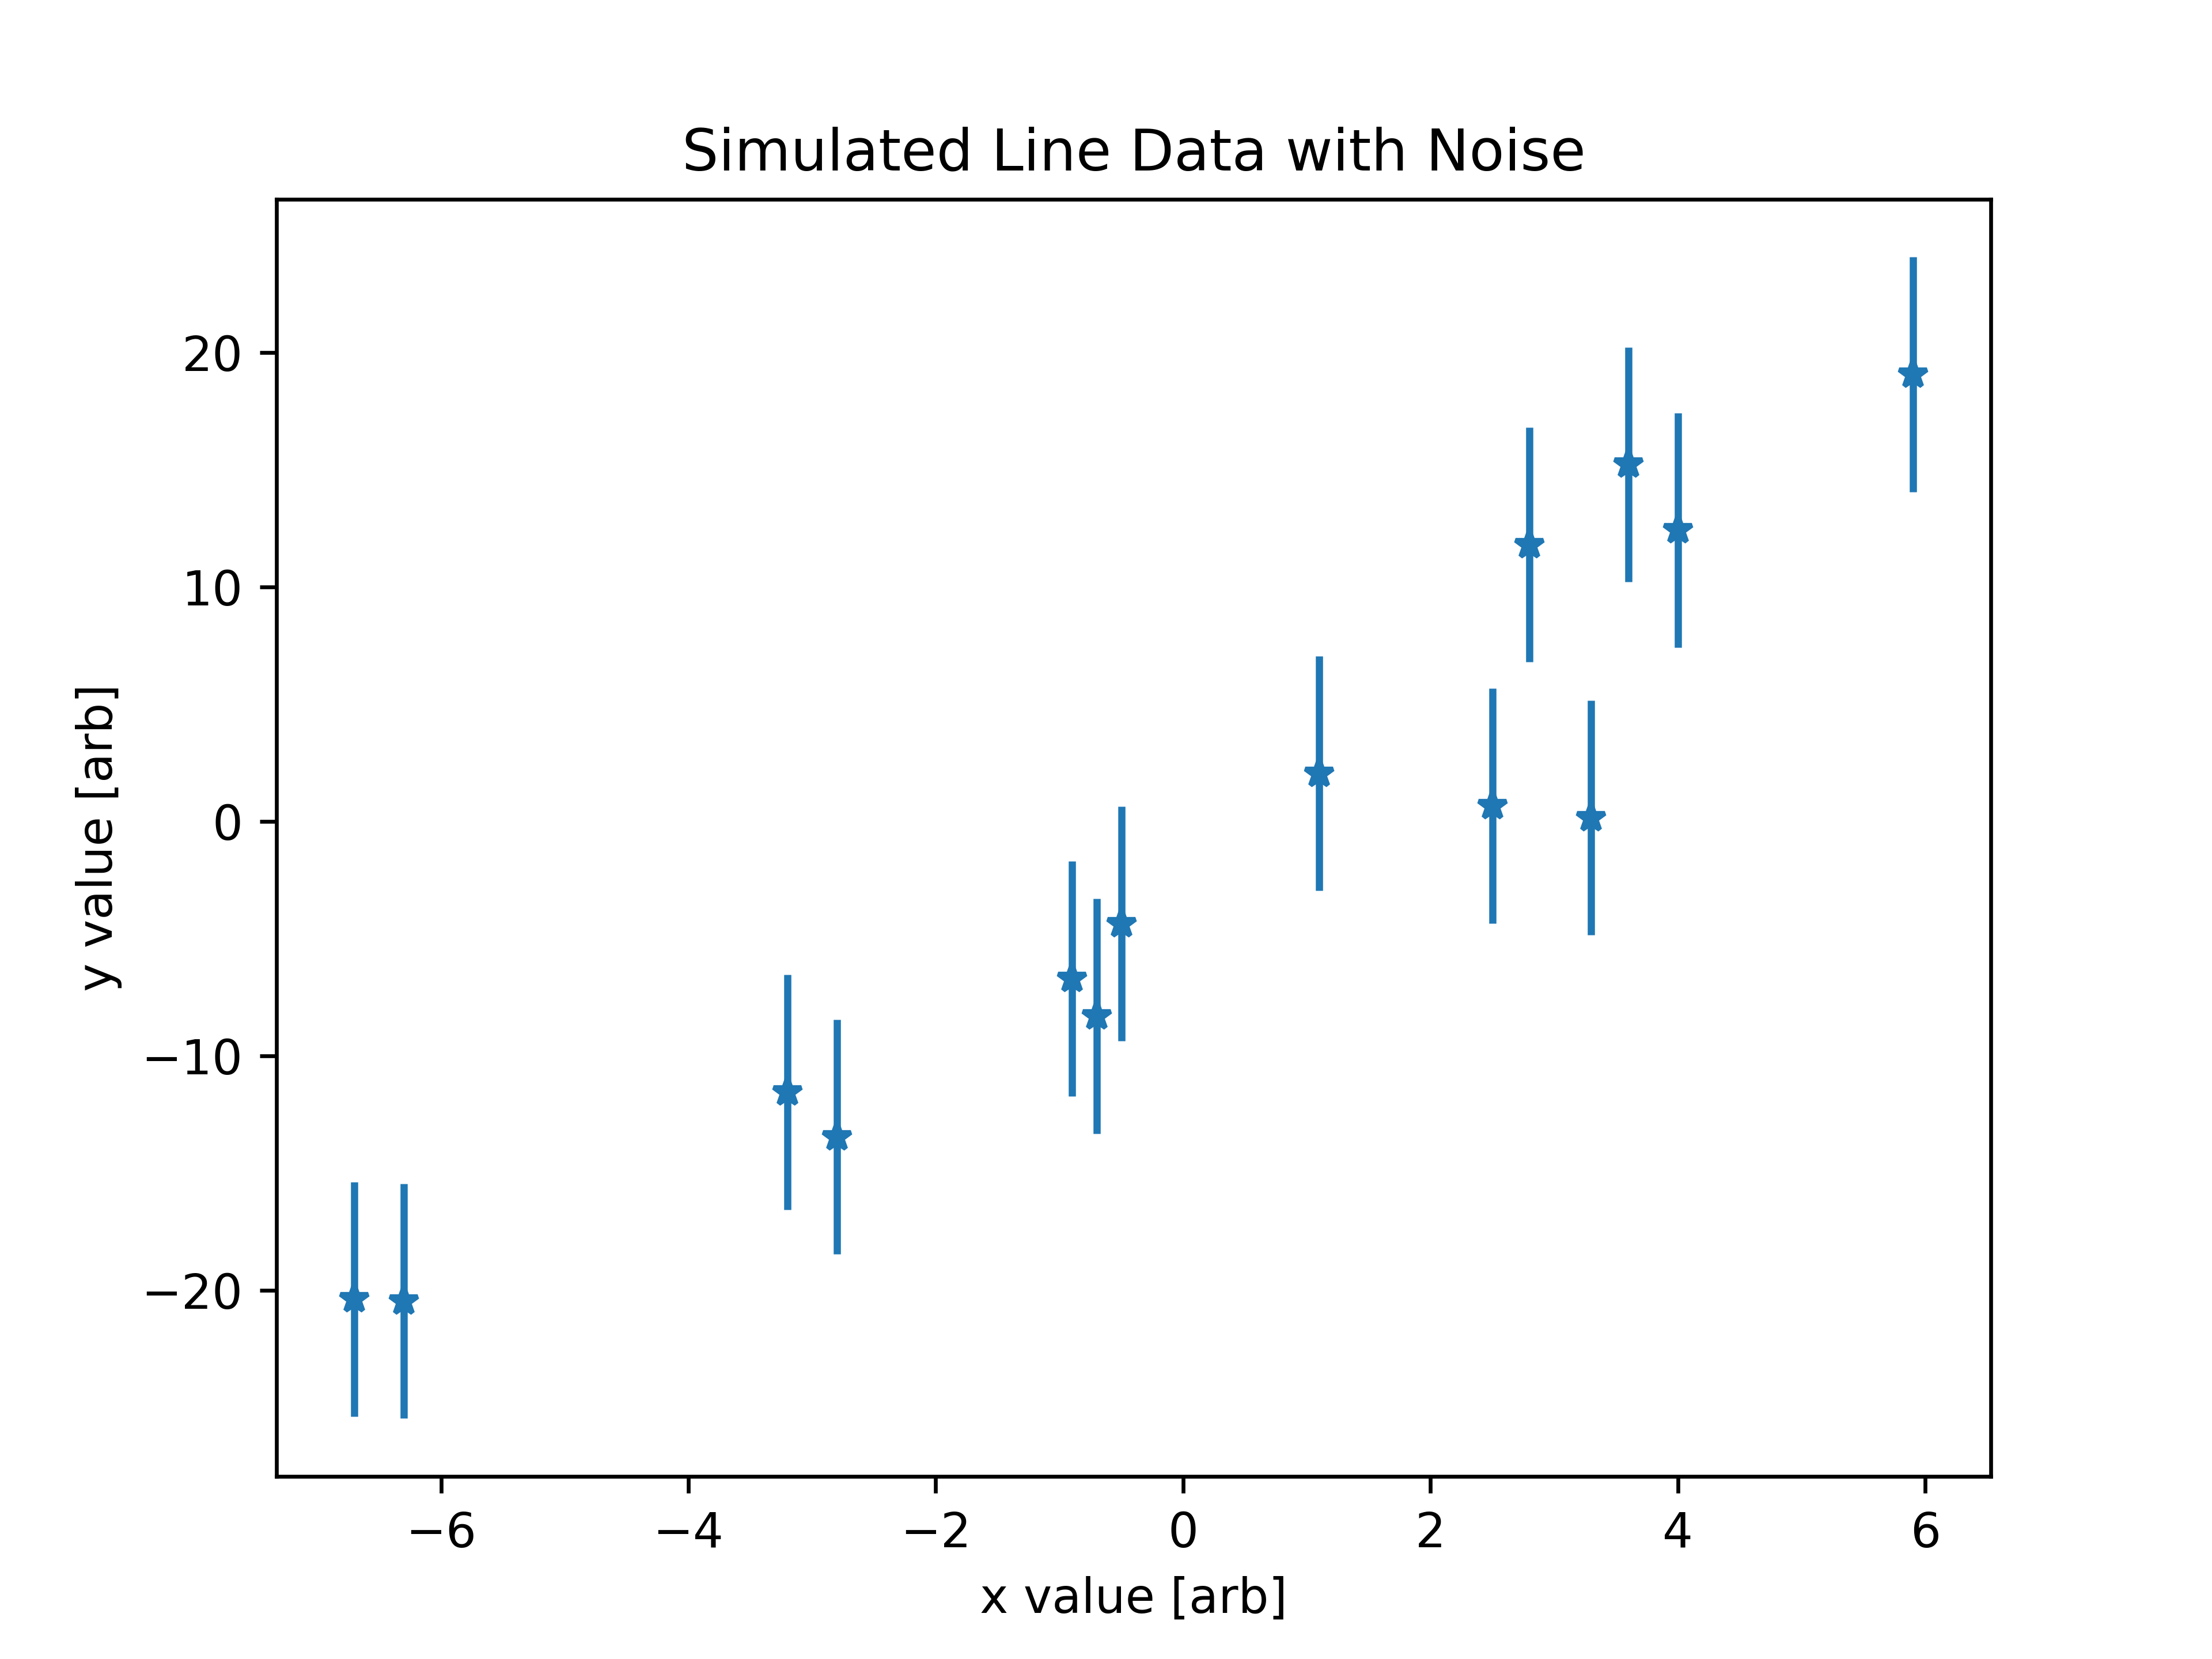 Simulated Line Data with Noise
20
10
0
−10
−20
y value [arb]
−6 −4 −2 0 2 4 6
x value [arb]